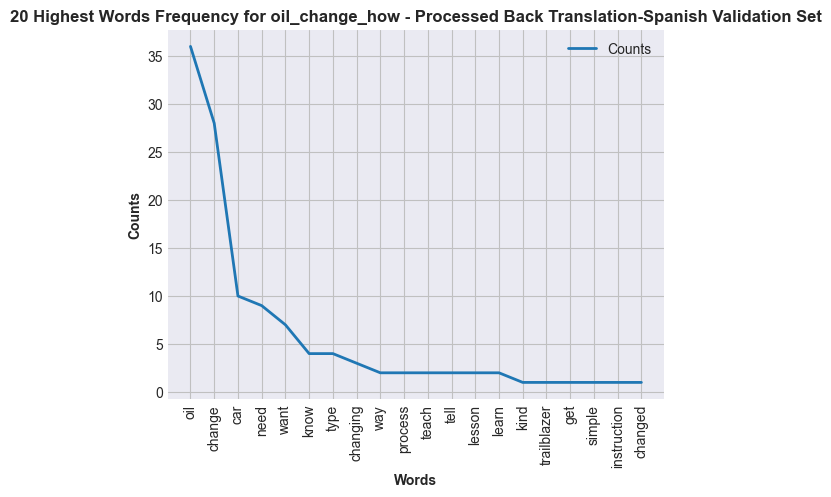 20 Highest Words Frequency for oil_change_how - Processed Back Translation-Spanish Validation Set
Counts
35
30
25
20
15
10
5
0
Counts
oil
change
car
need
want
know
type
changing
way
process
teach
tell
lesson
learn
kind
trailblazer
get
simple
instruction
changed
Words